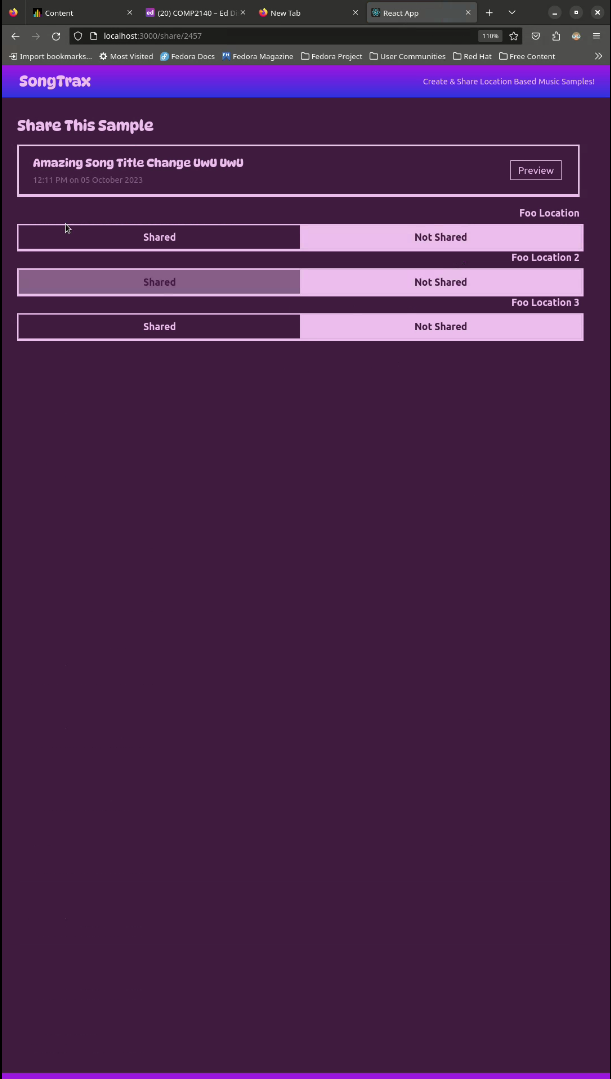 Content
(20) COMP2140 – Ed Di
New Tab
React App
localhost:3000/share/2457
110%
Import bookmarks...
Most Visited
Fedora Docs
Fedora Magazine
Fedora Project
User Communities
Red Hat
Free Content
SongTrax
Create & Share Location Based Music Samples!
Share This Sample
Amazing Song Title Change UwU UwU
12:11 PM on 05 October 2023
Preview
Foo Location
Shared
Not Shared
Foo Location 2
Shared
Not Shared
Foo Location 3
Shared
Not Shared